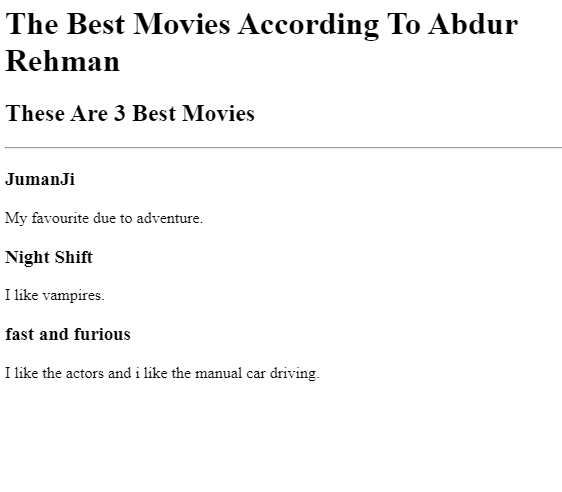 The Best Movies According To Abdur
Rehman
These Are 3 Best Movies
JumanJi
My favourite due to adventure.
Night Shift
I like vampires.
fast and furious
I like the actors and i like the manual car driving.